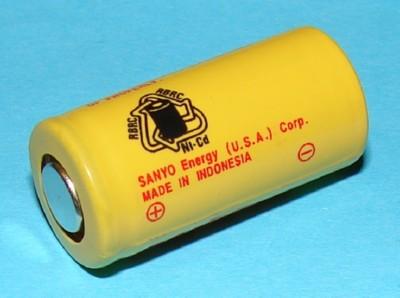 RBRC
RBRC
Ni-Cd
SANYO Energy (U.S.A.) Corp.
MADE IN INDONESIA
+ -